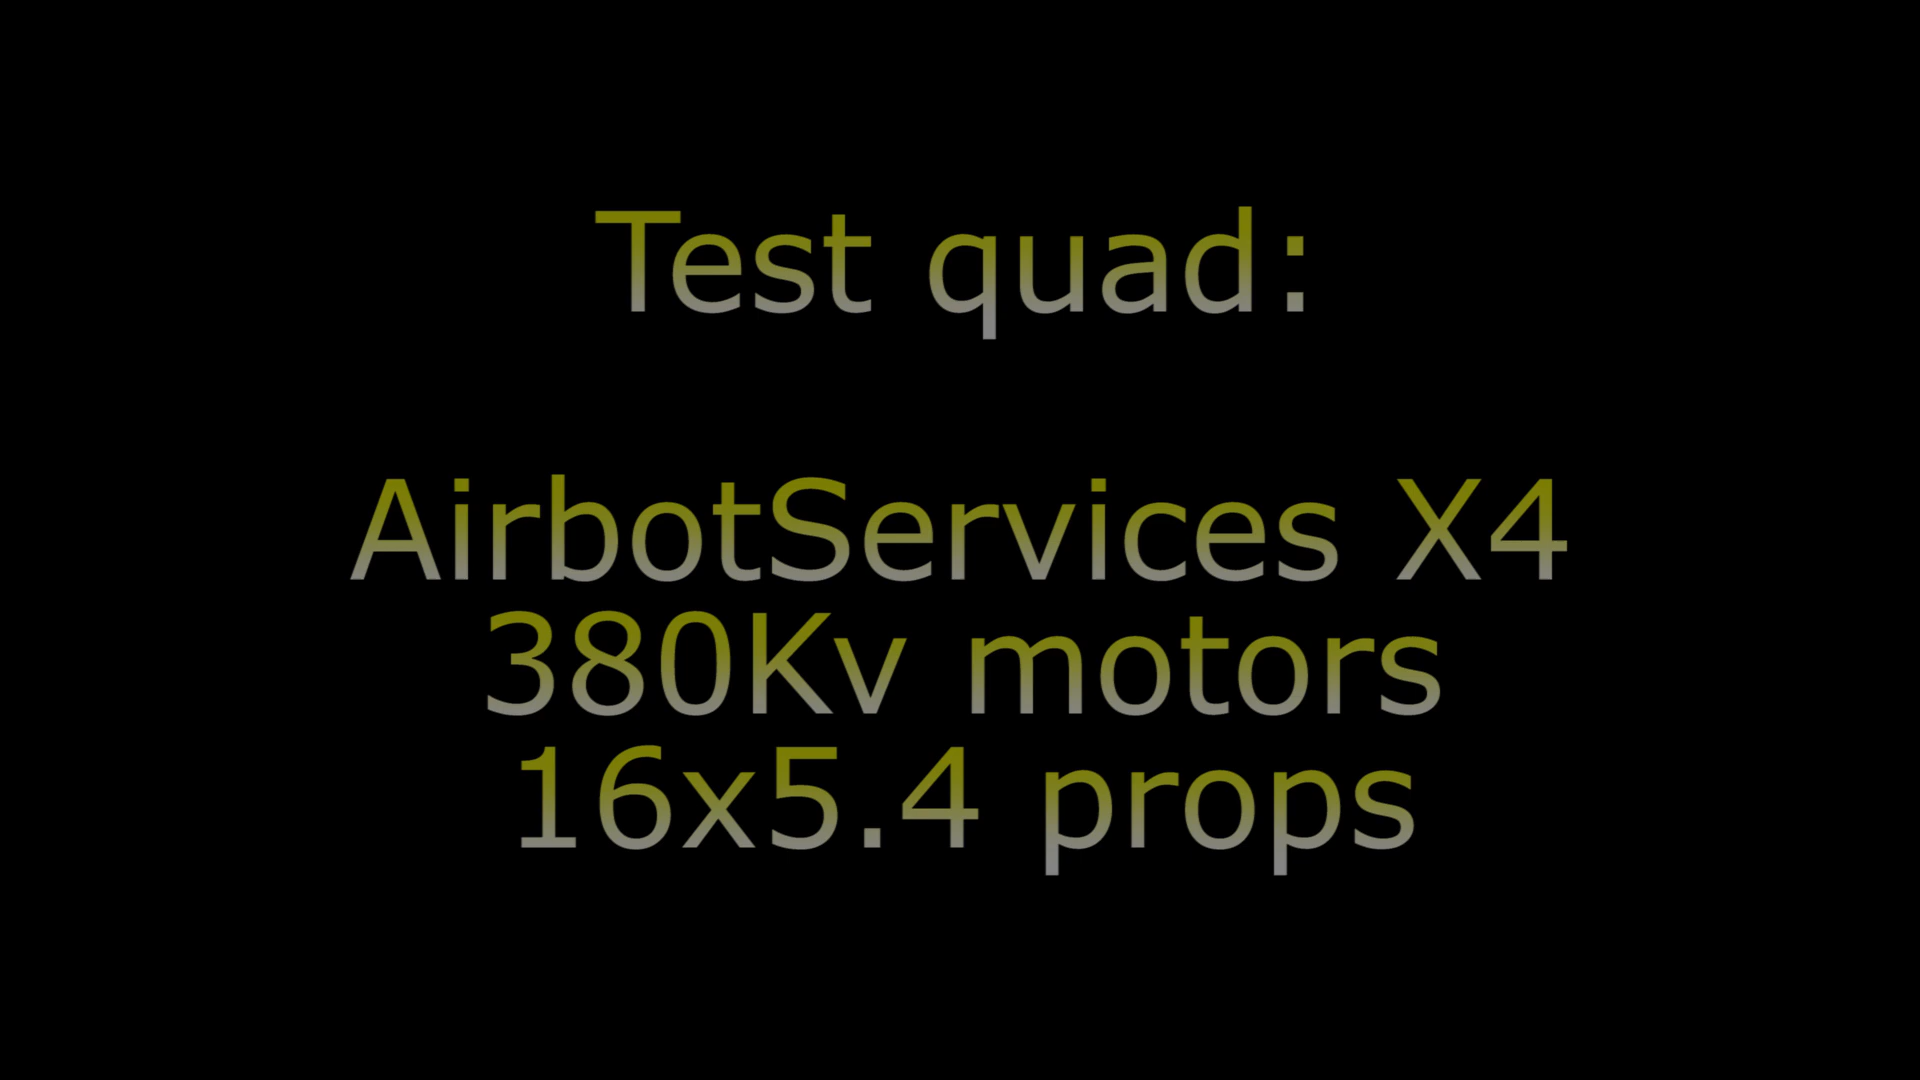 Test quad:
AirbotServices X4
380Kv motors
16x5.4 props